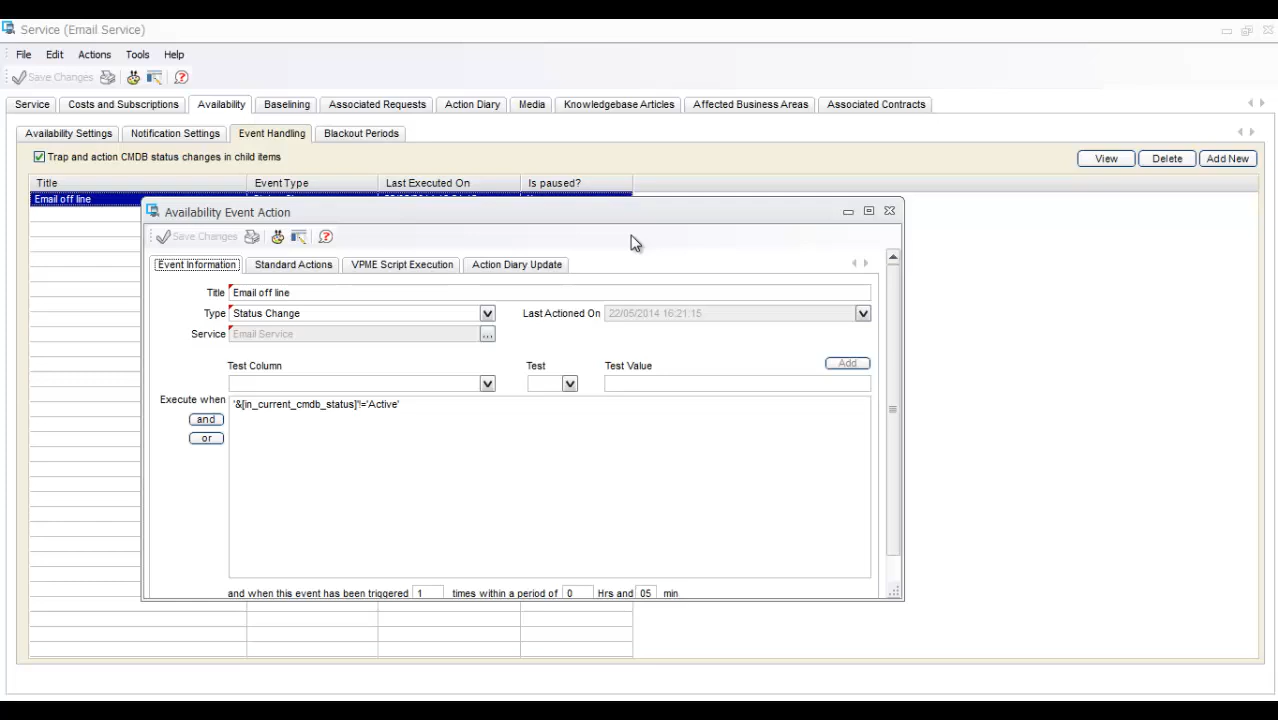 Service (Email Service)
File Edit Actions Tools Help
Save Changes
Service Costs and Subscriptions Availability Baselining Associated Requests Action Diary Media Knowledgebase Articles Affected Business Areas Associated Contracts
Availability Settings Notification Settings Event Handling Blackout Periods
Trap and action CMDB status changes in child items View Delete Add New
Title Event Type Last Executed On Is paused?
Email off line
Availability Event Action
Save Changes
Event Information Standard Actions VPME Script Execution Action Diary Update
Title Email off line
Type Status Change Last Actioned On 22/05/2014 16:21:15
Service Email Service ...
Test Column Test Test Value Add
Execute when '&[in_current_cmdb_status]'!='Active'
and
or
and when this event has been triggered 1 times within a period of 0 Hrs and 05 min